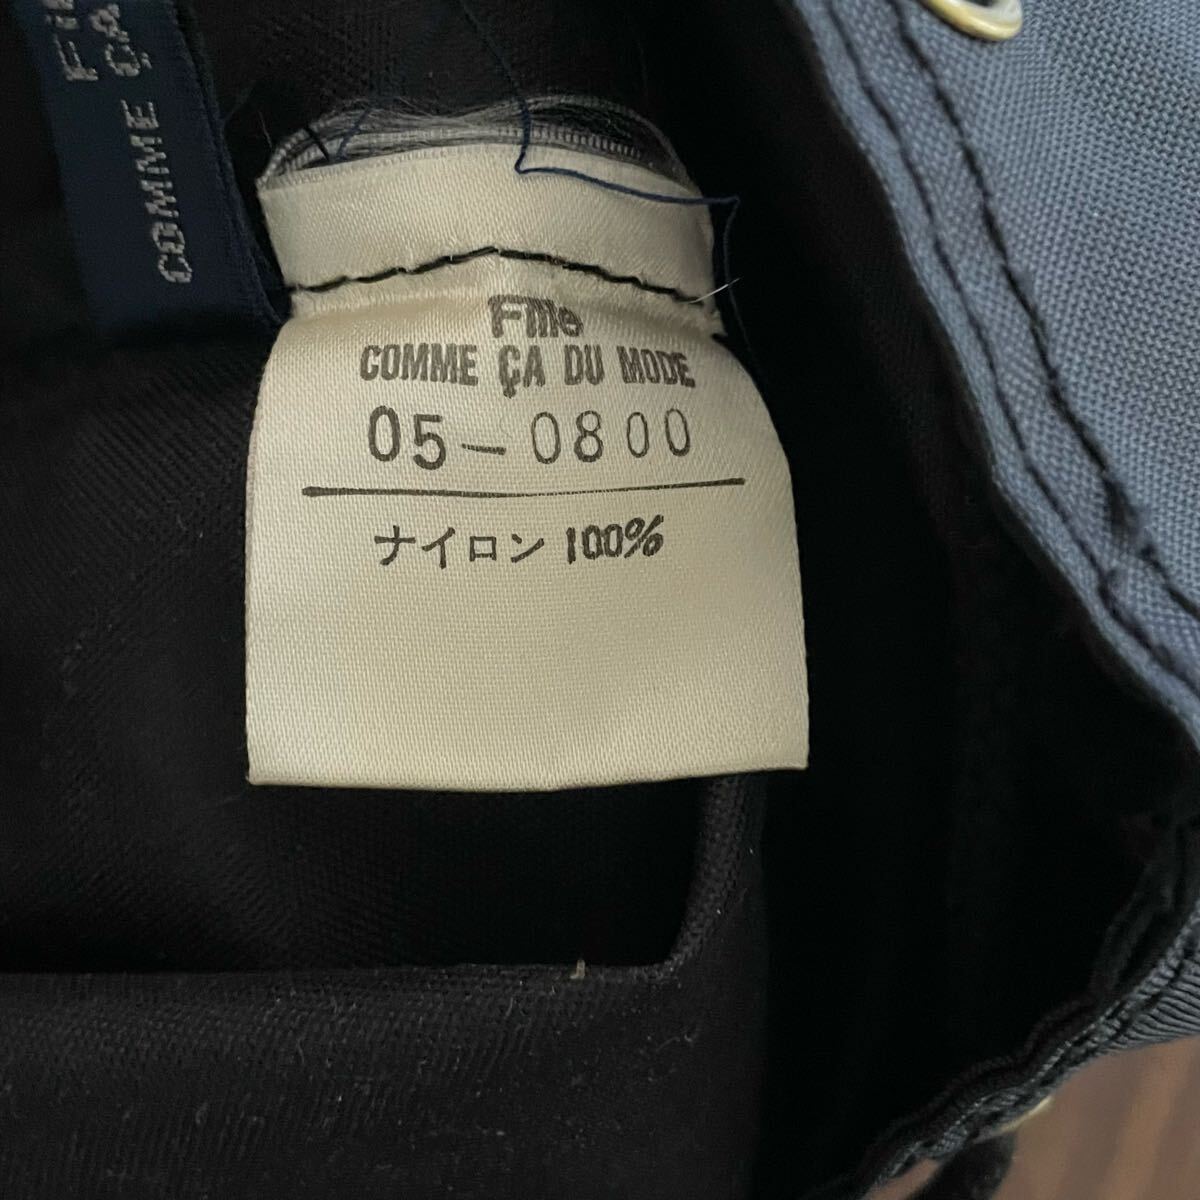 COMME ÇA
Fille
COMME ÇA DU MODE
05-0800
ナイロン 100%